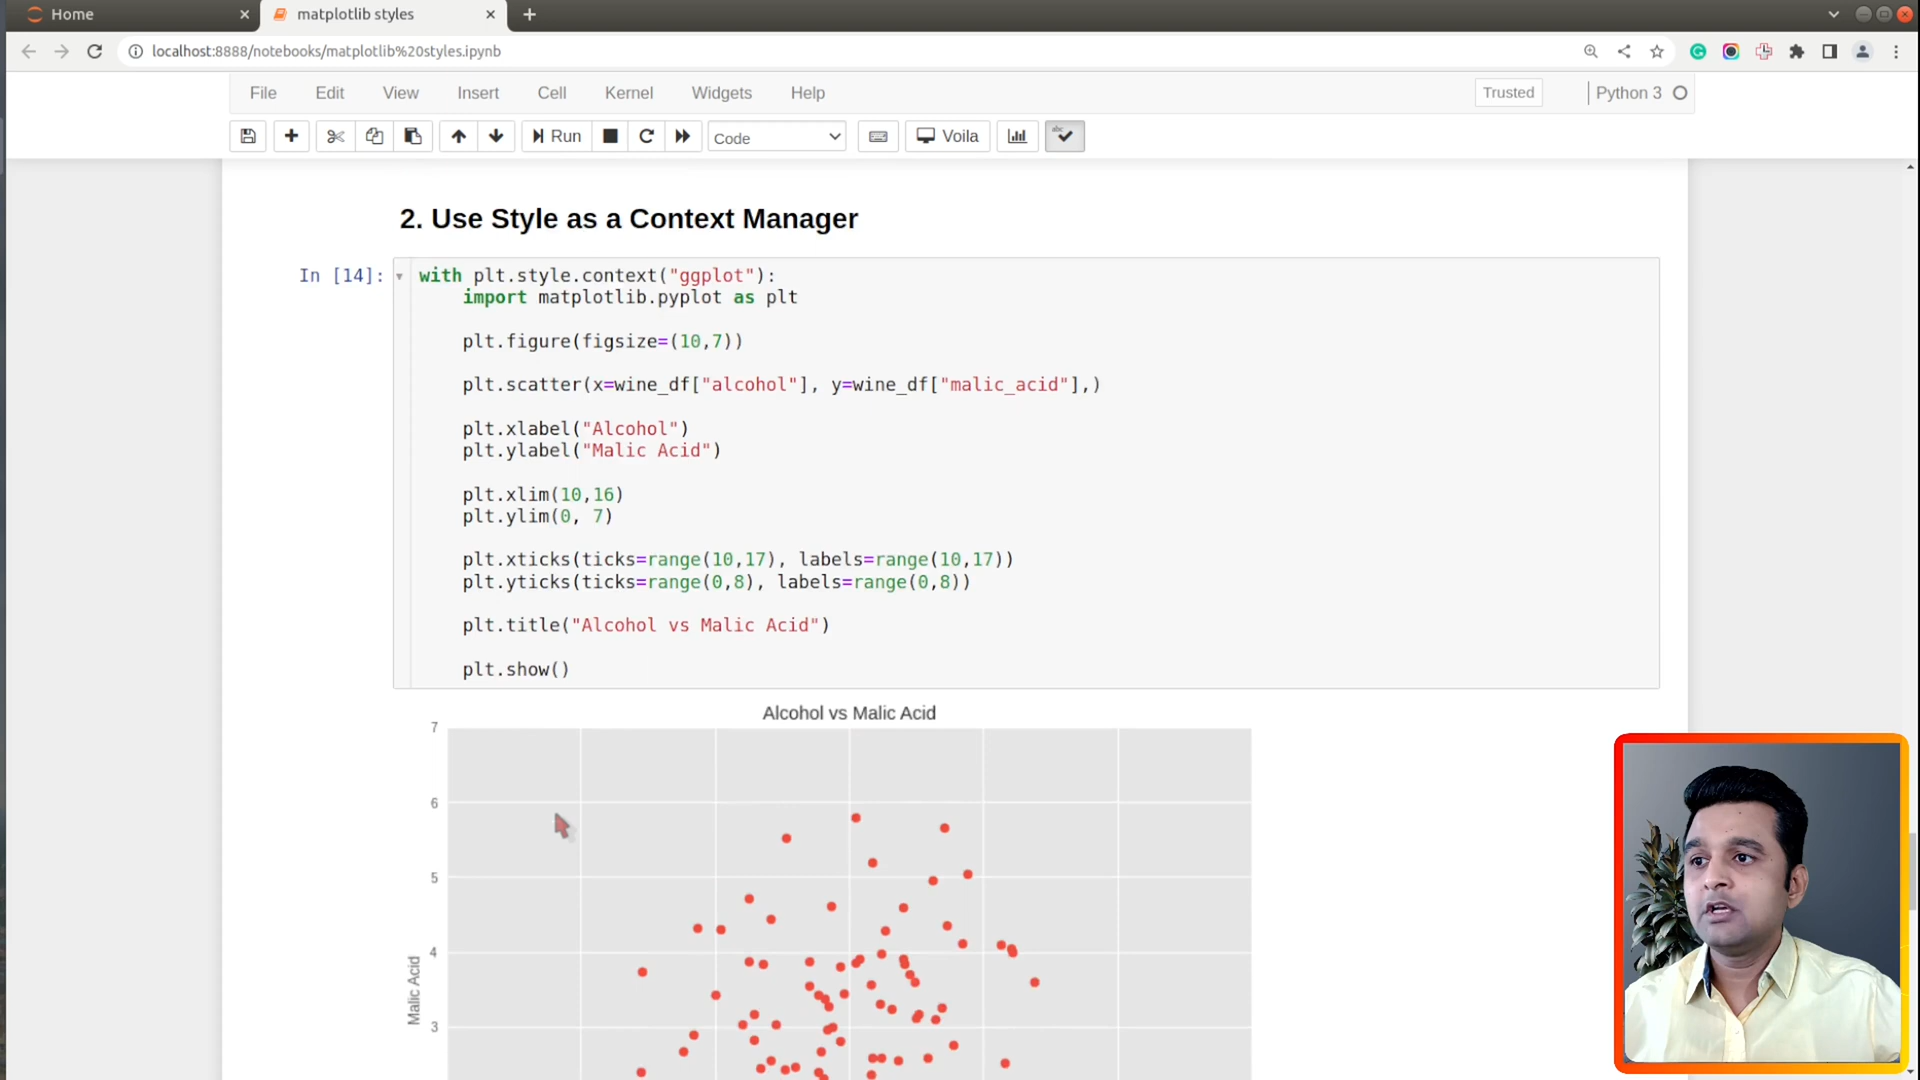 Home
matplotlib styles
localhost:8888/notebooks/matplotlib%20styles.ipynb
File Edit View Insert Cell Kernel Widgets Help Trusted Python 3
Run Code Voila
abc
2. Use Style as a Context Manager
In [14]:
with plt.style.context("ggplot"):
import matplotlib.pyplot as plt
plt.figure(figsize=(10,7))
plt.scatter(x=wine_df["alcohol"], y=wine_df["malic_acid"],)
plt.xlabel("Alcohol")
plt.ylabel("Malic Acid")
plt.xlim(10,16)
plt.ylim(0, 7)
plt.xticks(ticks=range(10,17), labels=range(10,17))
plt.yticks(ticks=range(0,8), labels=range(0,8))
plt.title("Alcohol vs Malic Acid")
plt.show()
Alcohol vs Malic Acid
7
6
5
4
3
Malic Acid